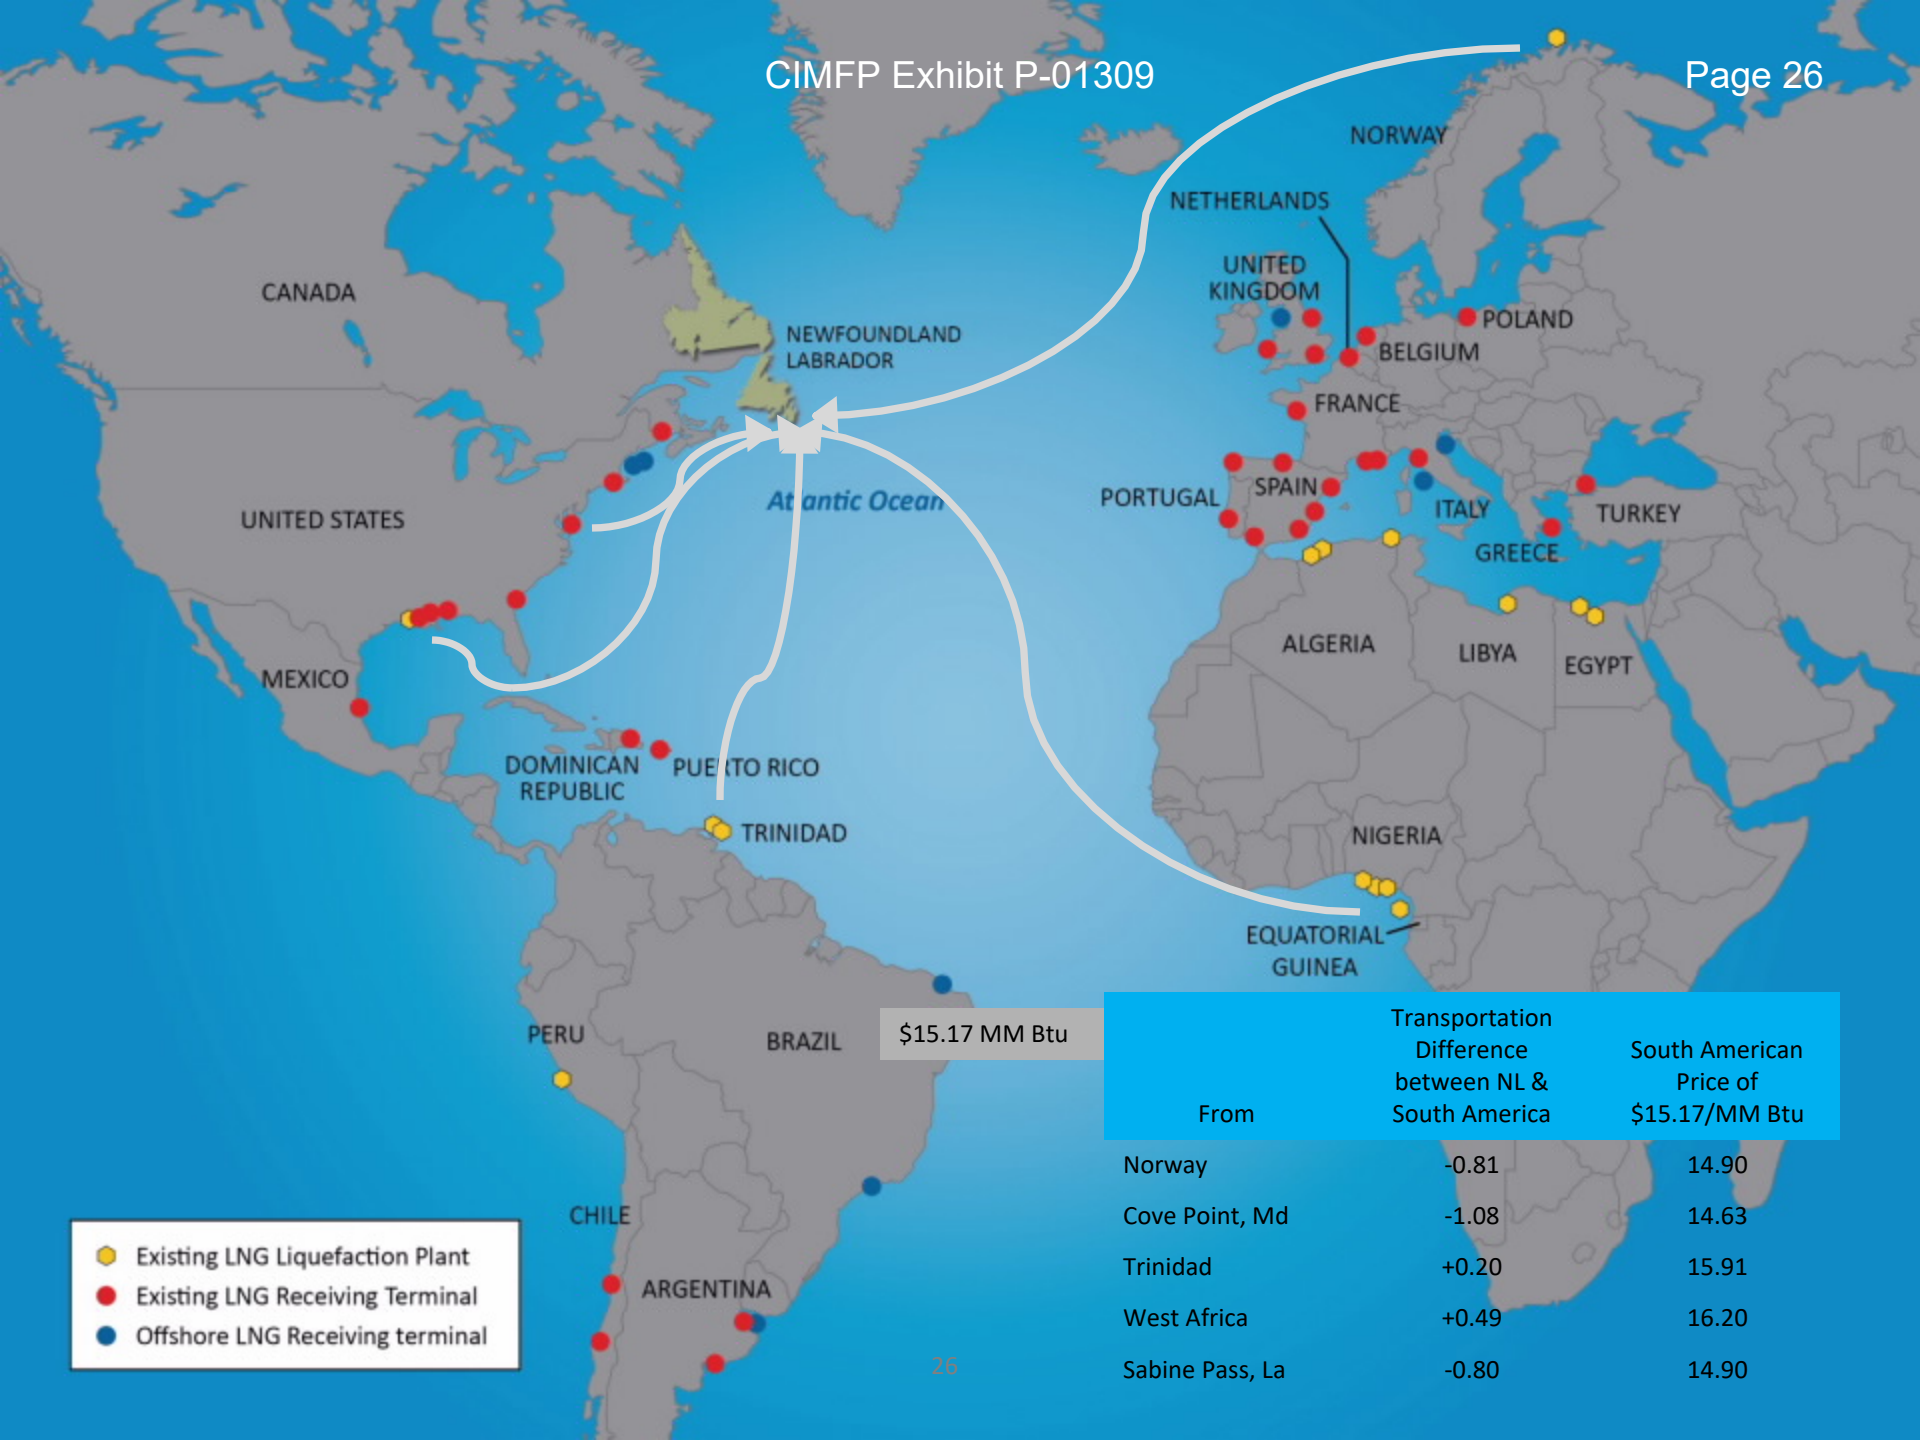 CIMFP Exhibit P-01309
Page 26
NORWAY
NETHERLANDS
UNITED
KINGDOM
CANADA
POLAND
NEWFOUNDLAND
LABRADOR
BELGIUM
FRANCE
UNITED STATES
Atlantic Ocean
PORTUGAL
SPAIN
ITALY
TURKEY
GREECE
ALGERIA
LIBYA
EGYPT
MEXICO
DOMINICAN
REPUBLIC
PUERTO RICO
TRINIDAD
NIGERIA
EQUATORIAL
GUINEA
PERU
BRAZIL
$15.17 MM Btu
CHILE
ARGENTINA
Existing LNG Liquefaction Plant
Existing LNG Receiving Terminal
Offshore LNG Receiving terminal
From
Transportation
Difference
between NL &
South America
South American
Price of
$15.17/MM Btu
Norway -0.81 14.90
Cove Point, Md -1.08 14.63
Trinidad +0.20 15.91
West Africa +0.49 16.20
Sabine Pass, La -0.80 14.90
26